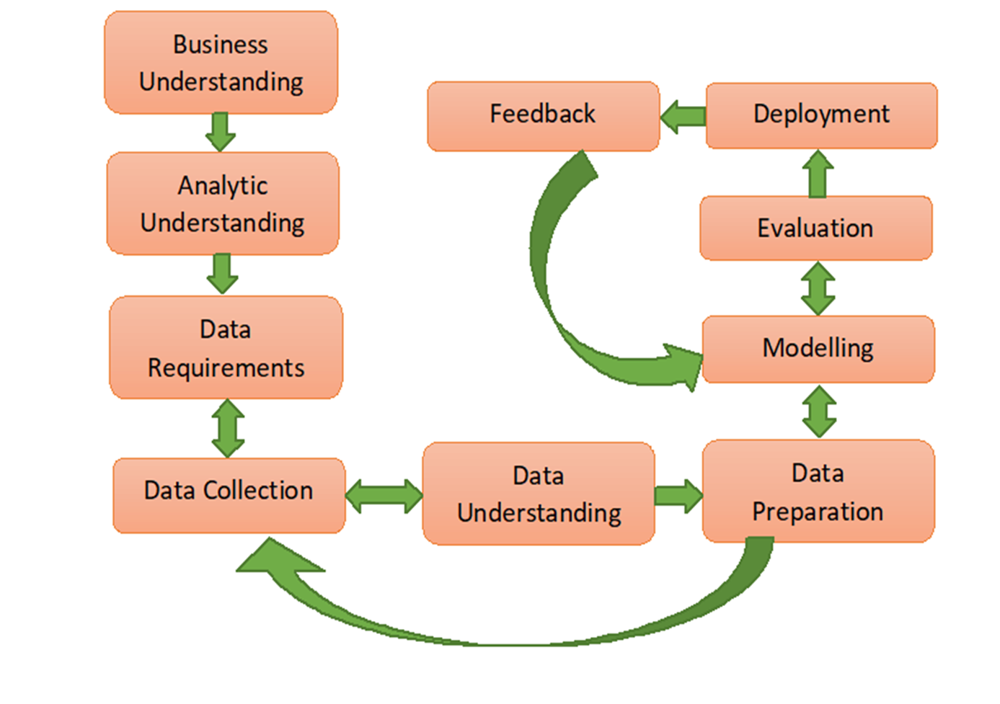 Business
Understanding
Analytic
Understanding
Data
Requirements
Data Collection
Data
Understanding
Data
Preparation
Modelling
Evaluation
Deployment
Feedback